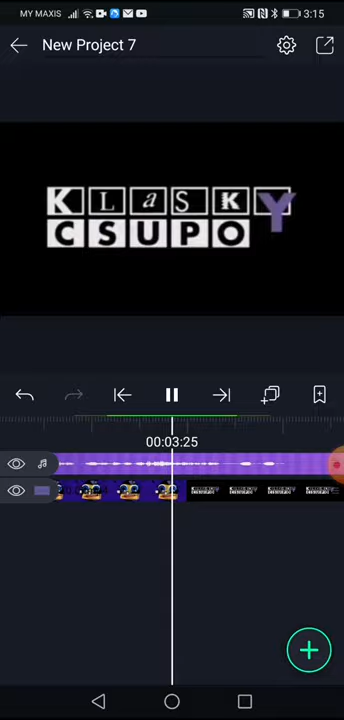 MY MAXIS
3:15
New Project 7
KLaSKY
CSUPO
00:03:25